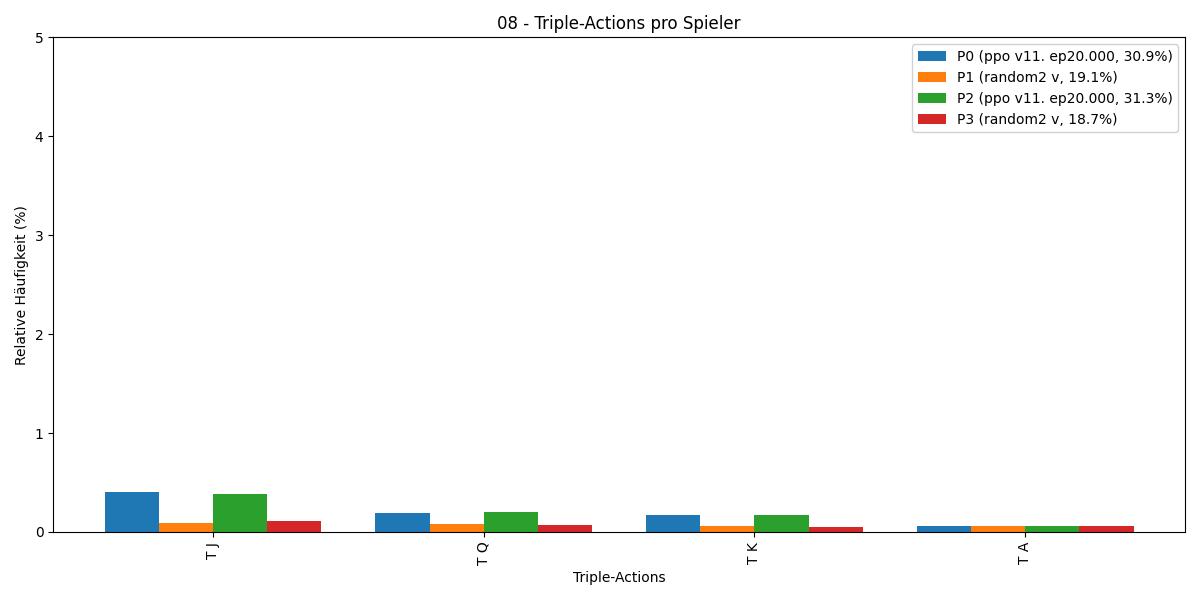 08 - Triple-Actions pro Spieler
P0 (ppo v11. ep20.000, 30.9%)
P1 (random2 v, 19.1%)
P2 (ppo v11. ep20.000, 31.3%)
P3 (random2 v, 18.7%)
Relative Häufigkeit (%)
5
4
3
2
1
0
T J
T Q
T K
T A
Triple-Actions